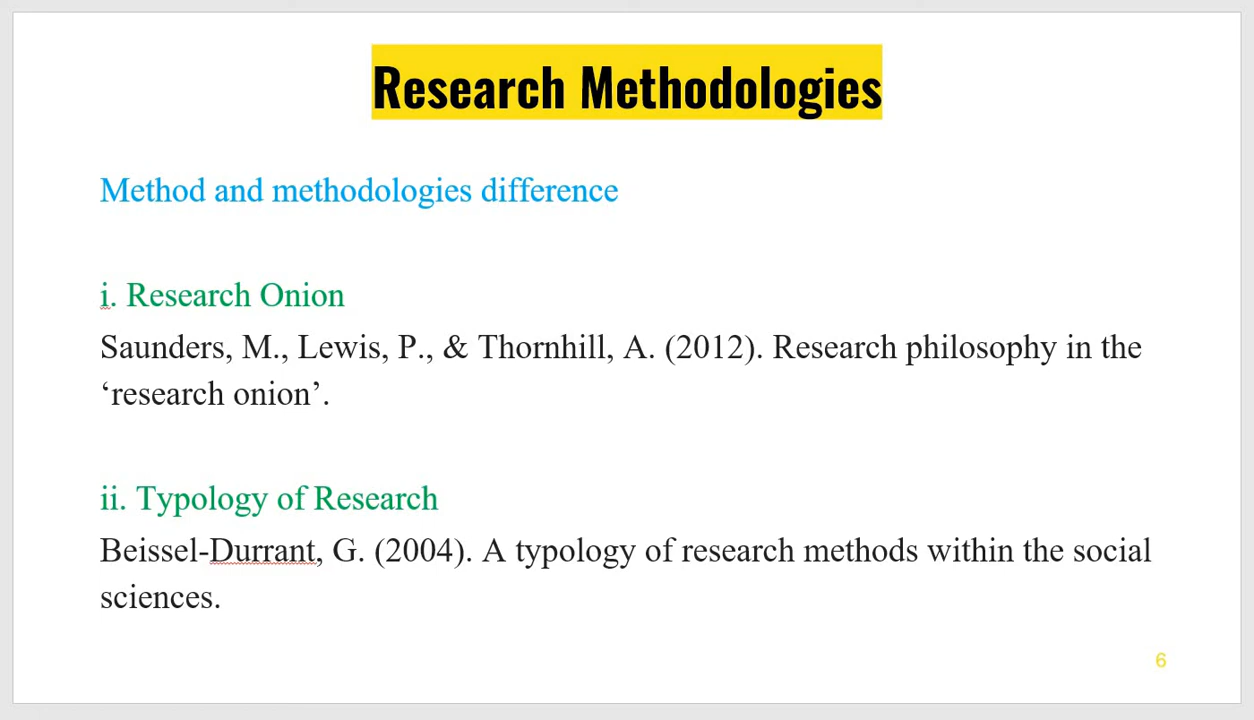 Research Methodologies
Method and methodologies difference
i. Research Onion
Saunders, M., Lewis, P., & Thornhill, A. (2012). Research philosophy in the
‘research onion’.
ii. Typology of Research
Beissel-Durrant, G. (2004). A typology of research methods within the social
sciences.
6